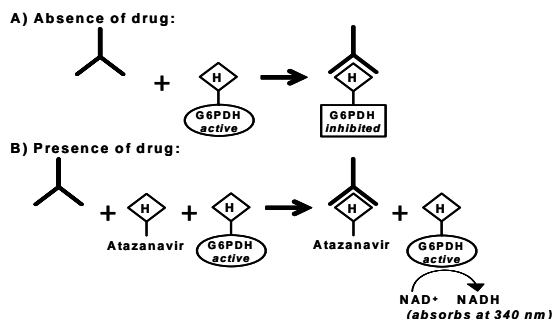 A) Absence of drug:
+
H
G6PDH
active
H
G6PDH
inhibited
B) Presence of drug:
+
H
Atazanavir
+
H
G6PDH
active
H
Atazanavir
+
H
G6PDH
active
NAD+ NADH
(absorbs at 340 nm)